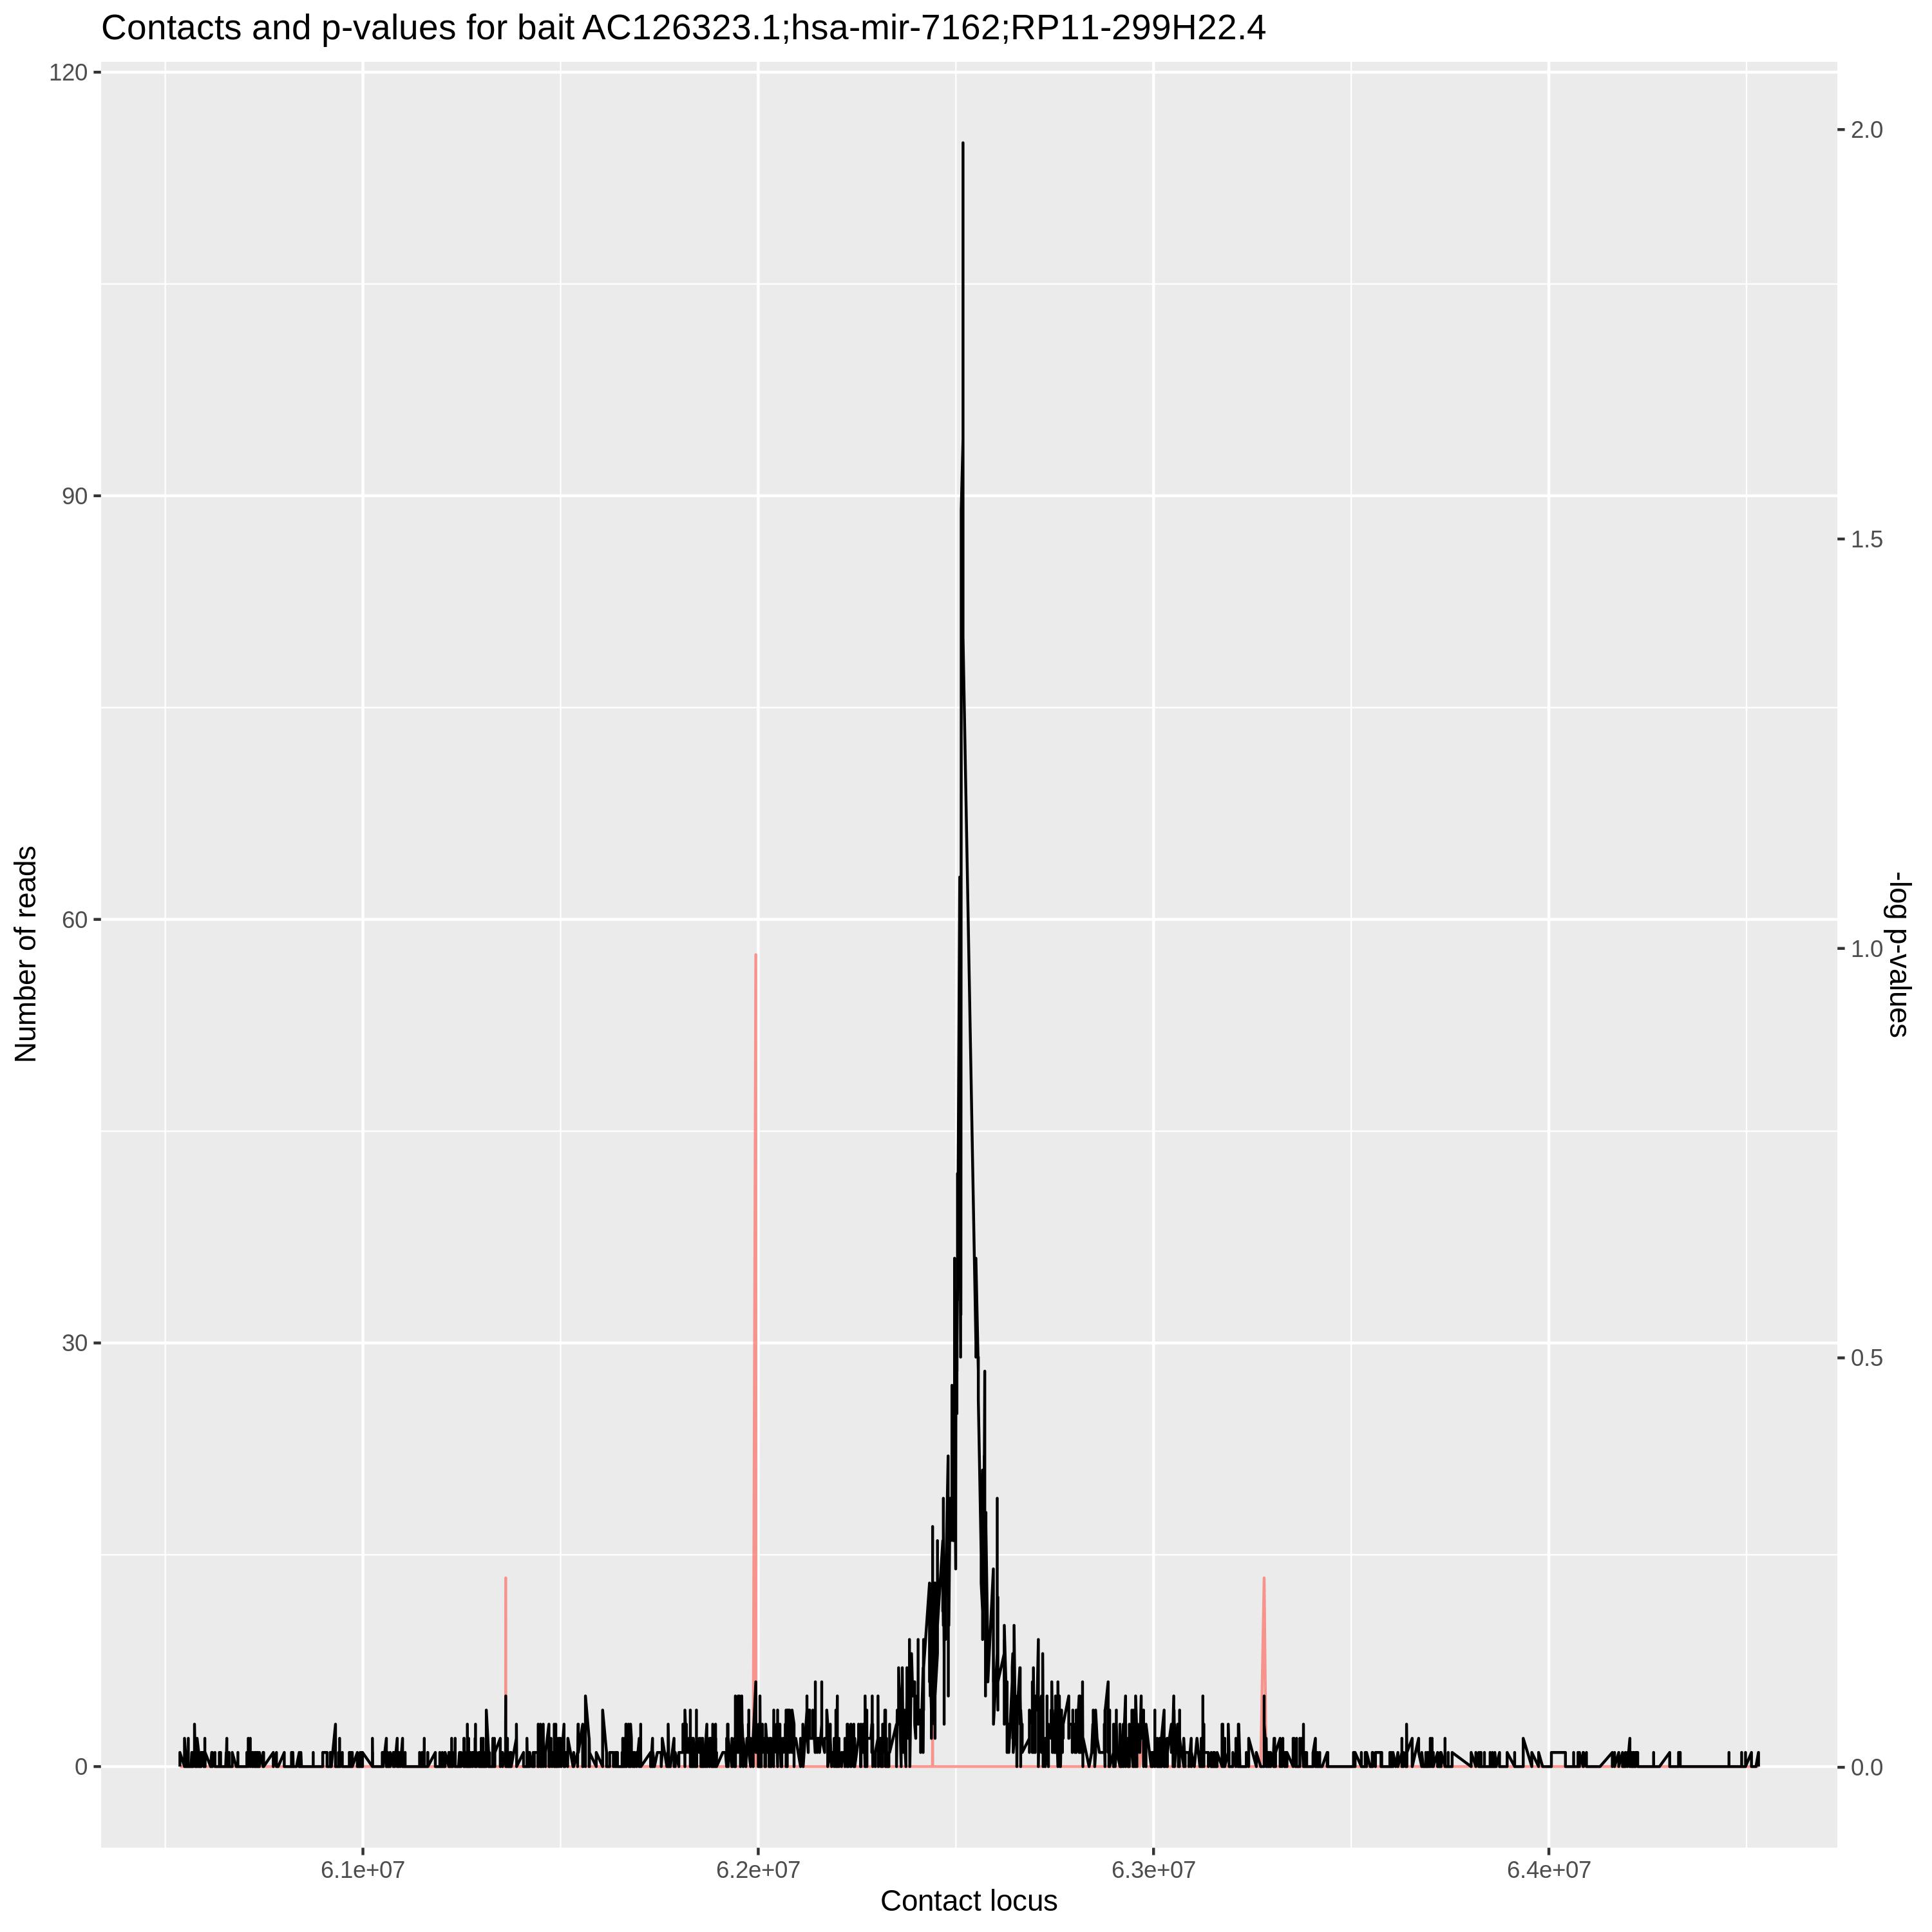 Contacts and p-values for bait AC126323.1;hsa-mir-7162;RP11-299H22.4
120
90
60
30
0
Number of reads
2.0
1.5
1.0
0.5
0.0
-log p-values
6.1e+07
6.2e+07
6.3e+07
6.4e+07
Contact locus